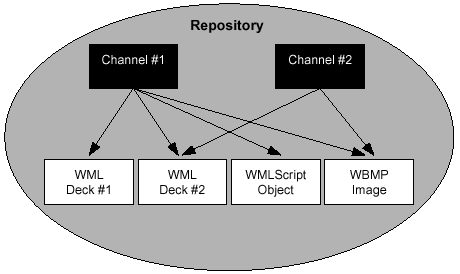 Repository
Channel #1
Channel #2
WML
Deck #1
WML
Deck #2
WMLScript
Object
WBMP
Image